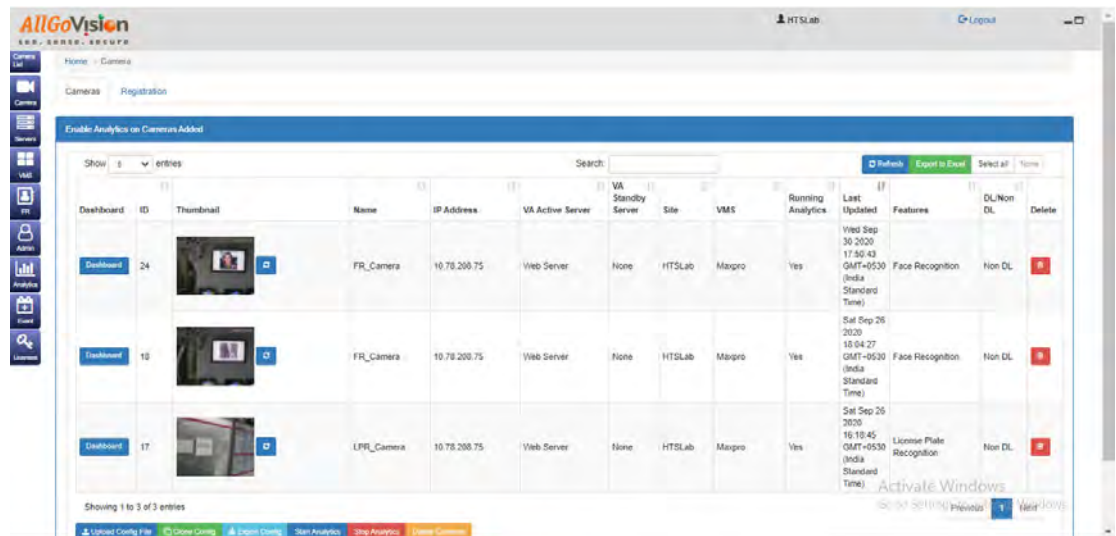 AllGoVision
see. sense. secure
HTSLab
Logout
Camera List
Home Camera
Camera
Cameras Registration
Servers
Enable Analytics on Cameras Added
VMS
Show entries
Search:
Refresh Export to Excel Select all None
FR
Dashboard ID Thumbnail Name IP Address VA Active Server VA Standby Server Site VMS Running Analytics Last Updated Features DL/Non DL Delete
Admin
Analytics
Event
Licenses
Dashboard 24 FR_Camera 10.78.208.75 Web Server None HTSLab Maxpro Yes
Wed Sep
30 2020
17:50:43
GMT+0530
(India
Standard
Time)
Face Recognition Non DL
Dashboard FR_Camera 10.78.208.75 Web Server None HTSLab Maxpro Yes
Sat Sep 26
2020
18:04:27
GMT+0530
(India
Standard
Time)
Face Recognition Non DL
Dashboard 17 LPR_Camera 10.78.208.75 Web Server None HTSLab Maxpro Yes
Sat Sep 26
2020
16:10:45
GMT+0530
(India
Standard
Time)
License Plate
Recognition
Non DL
Activate Windows
Showing 1 to 3 of 3 entries
Previous 1 Next
Upload Config File Clone Config Export Config Start Analytics Stop Analytics Delete Cameras